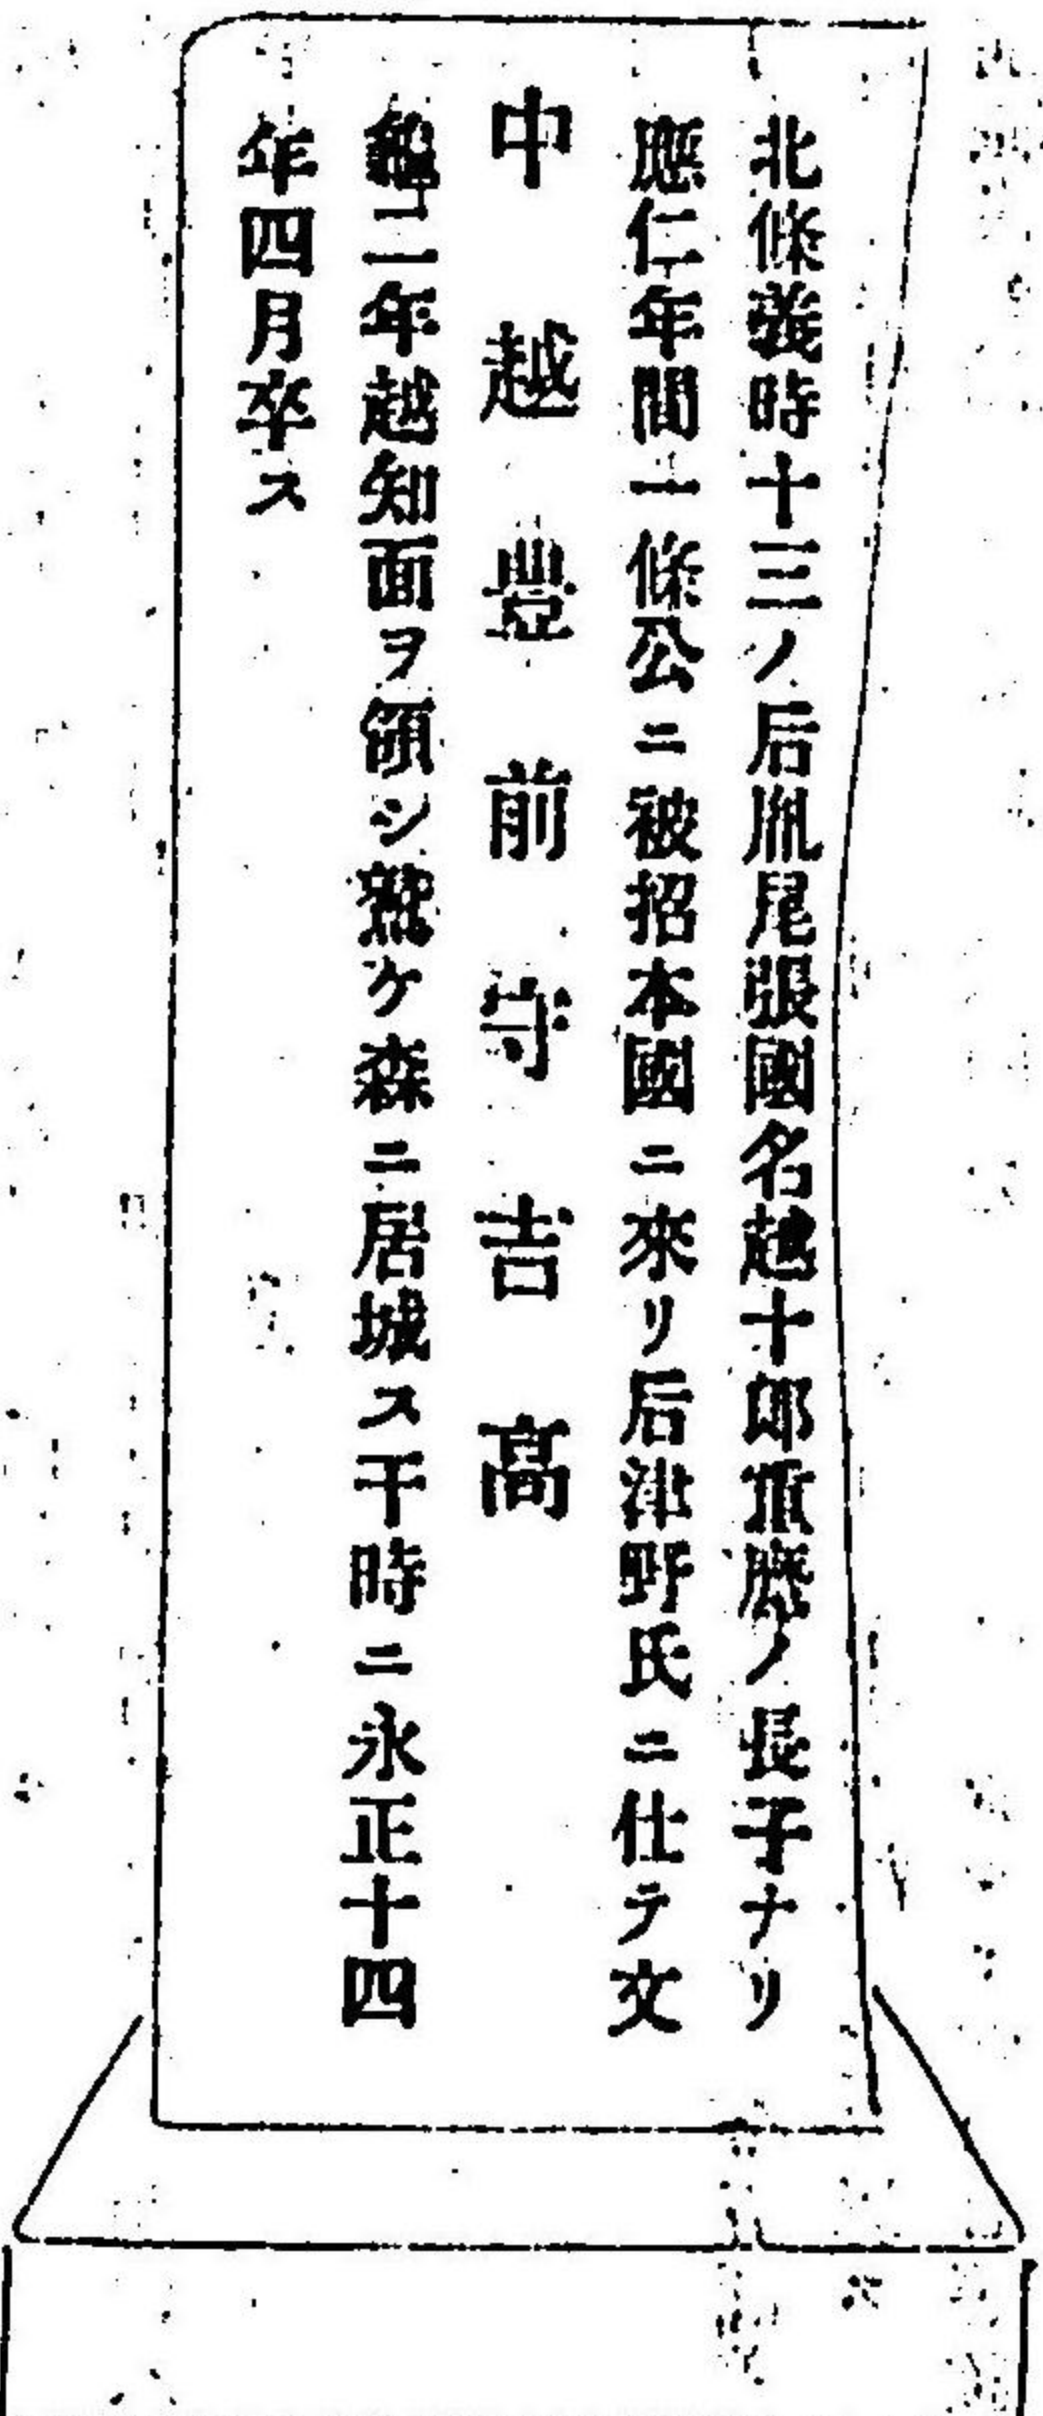 北條義時十三ノ后胤尾張國名越十郎重慶ノ長子ナリ
應仁年間一條公ニ被招本國ニ來リ后津野氏ニ仕テ文
中越豊前守吉高
龜二年越知面ヲ領シ鷲ケ森ニ居城ス干時ニ永正十四
年四月卒ス